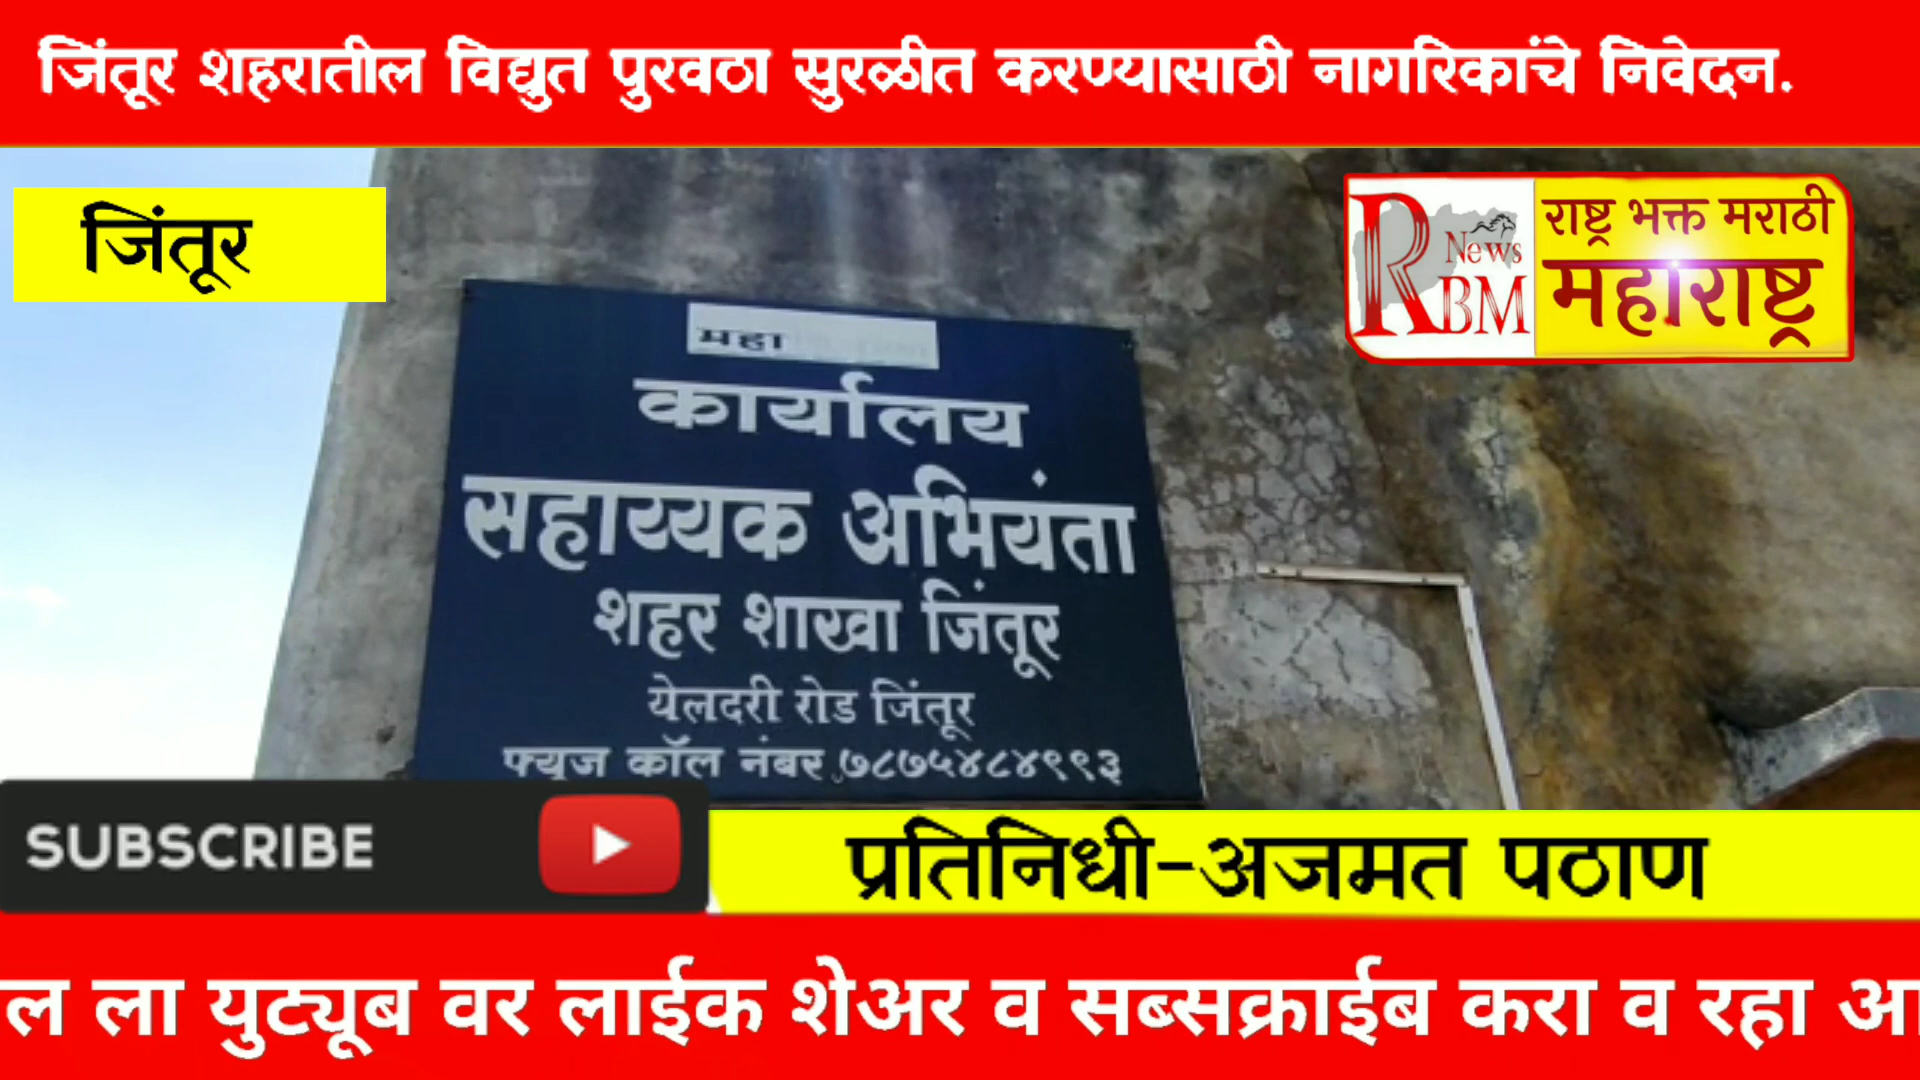 जिंतूर शहरातील विद्युत पुरवठा सुरळीत करण्यासाठी नागरिकांचे निवेदन.
जिंतूर
R News BM
राष्ट्र भक्त मराठी
महाराष्ट्र
महा
कार्यालय
सहाय्यक अभियंता
शहर शाखा जिंतूर
येलदरी रोड जिंतूर
फ्युज कॉल नंबर ७८७५४८४९९३
SUBSCRIBE
प्रतिनिधी-अजमत पठाण
ल ला युट्यूब वर लाईक शेअर व सब्सक्राईब करा व रहा आ